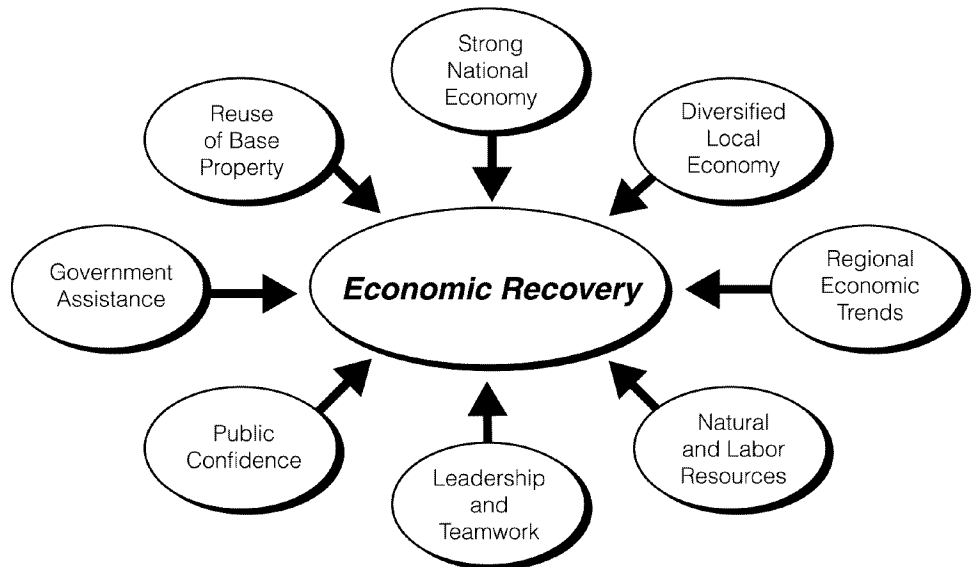 Strong
National
Economy
Diversified
Local
Economy
Regional
Economic
Trends
Natural
and Labor
Resources
Leadership
and
Teamwork
Public
Confidence
Government
Assistance
Reuse
of Base
Property
Economic Recovery